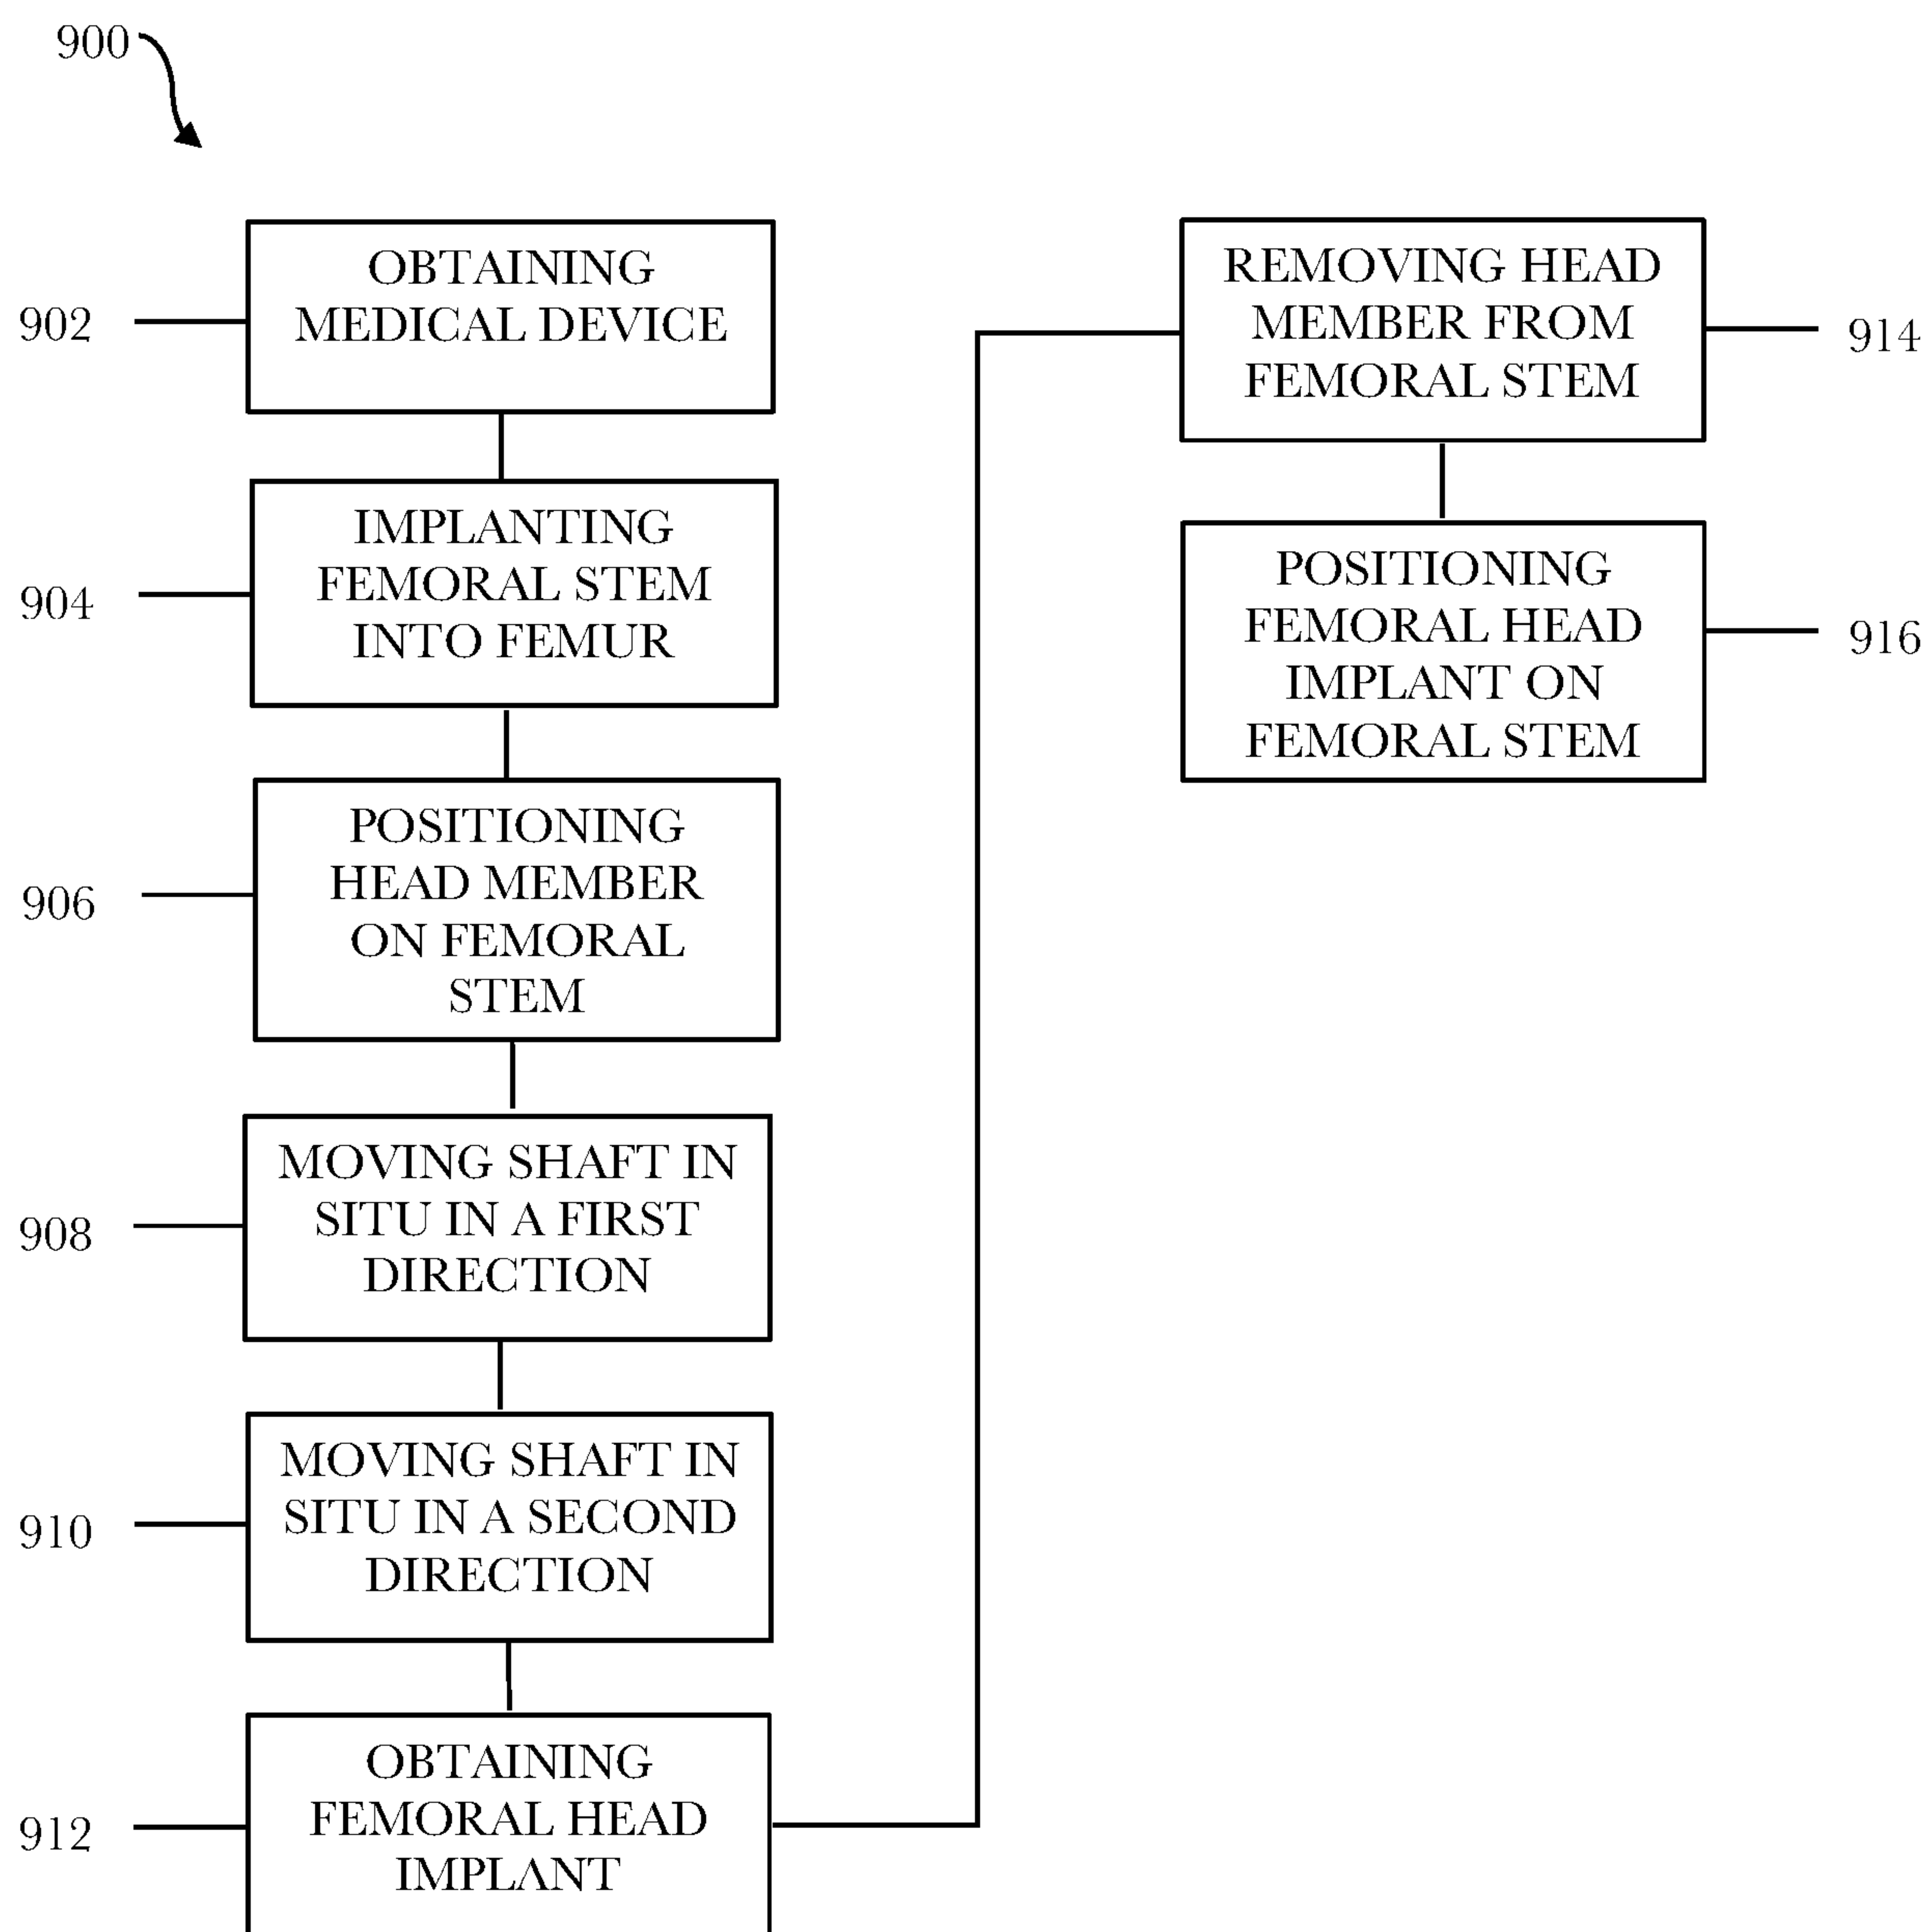 900
902
OBTAINING
MEDICAL DEVICE
904
IMPLANTING
FEMORAL STEM
INTO FEMUR
906
POSITIONING
HEAD MEMBER
ON FEMORAL
STEM
908
MOVING SHAFT IN
SITU IN A FIRST
DIRECTION
910
MOVING SHAFT IN
SITU IN A SECOND
DIRECTION
912
OBTAINING
FEMORAL HEAD
IMPLANT
REMOVING HEAD
MEMBER FROM
FEMORAL STEM
914
POSITIONING
FEMORAL HEAD
IMPLANT ON
FEMORAL STEM
916